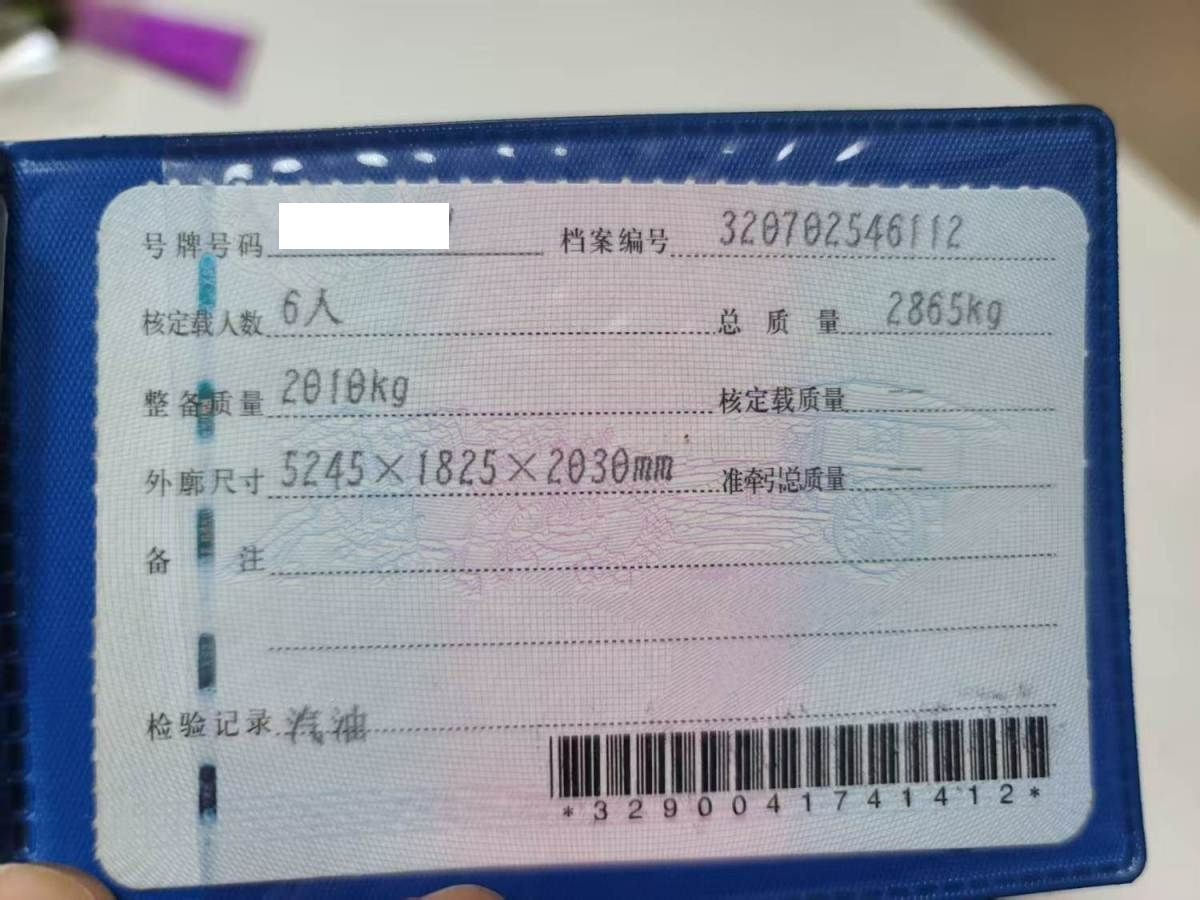 号牌号码 档案编号 320702546112
核定载人数 6人 总质量 2865kg
整备质量 2010kg 核定载质量 --
外廓尺寸 5245×1825×2030mm 准牵引总质量 --
备注
检验记录 汽油
*3290041741412*